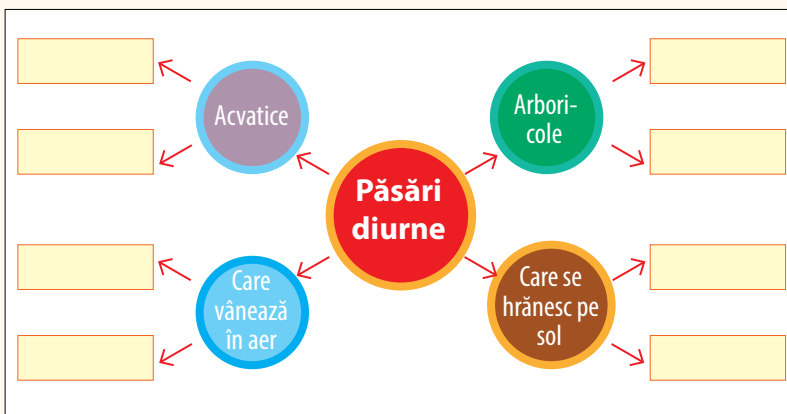 Acvatice
Arbori-
cole
Păsări
diurne
Care
vânează
în aer
Care se
hrănesc pe
sol